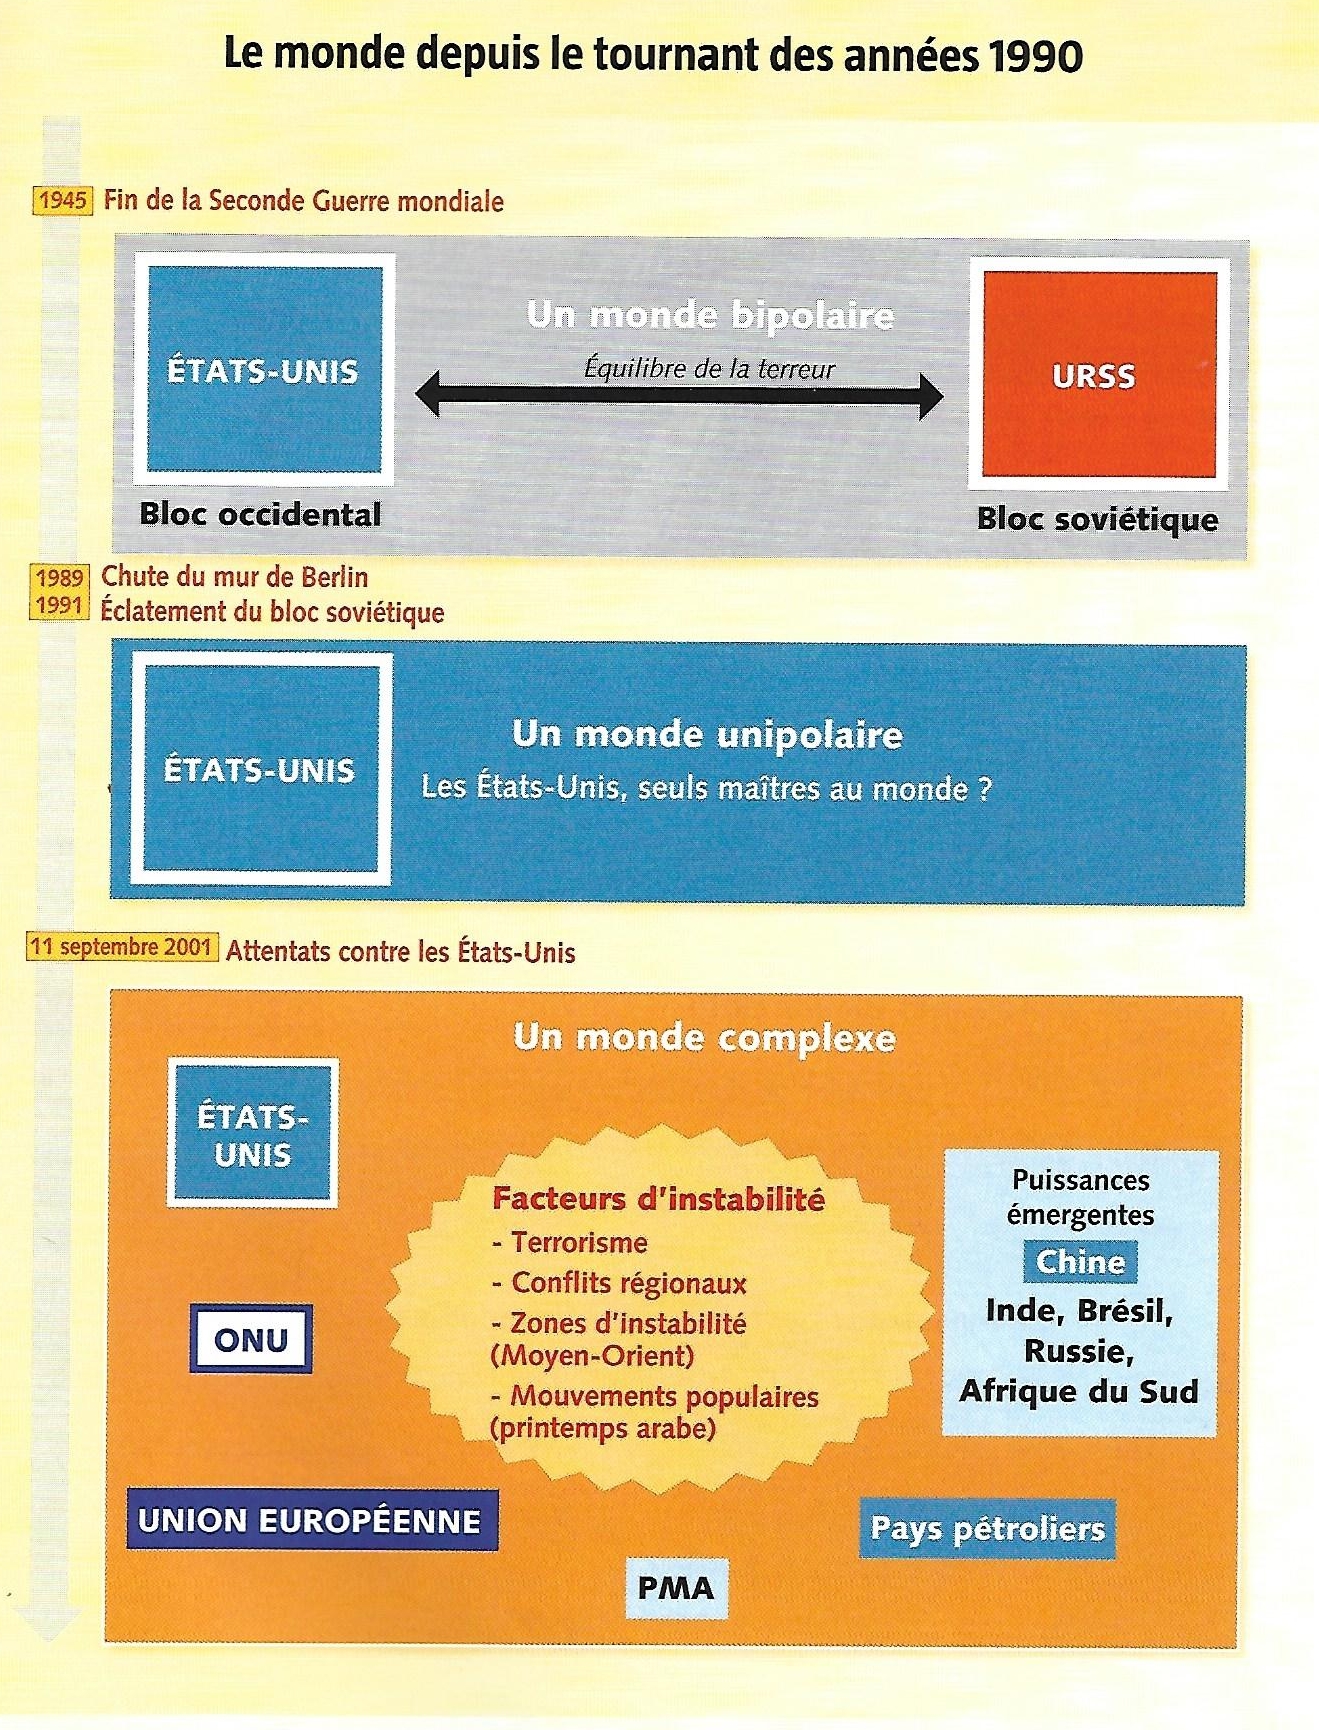 Le monde depuis le tournant des années 1990
1945 Fin de la Seconde Guerre mondiale
ÉTATS-UNIS
Un monde bipolaire
Équilibre de la terreur
URSS
Bloc occidental
Bloc soviétique
1989 Chute du mur de Berlin
1991 Éclatement du bloc soviétique
ÉTATS-UNIS
Un monde unipolaire
Les États-Unis, seuls maîtres au monde ?
11 septembre 2001 Attentats contre les États-Unis
Un monde complexe
ÉTATS-
UNIS
ONU
UNION EUROPÉENNE
Facteurs d'instabilité
- Terrorisme
- Conflits régionaux
- Zones d'instabilité
(Moyen-Orient)
- Mouvements populaires
(printemps arabe)
Puissances
émergentes
Chine
Inde, Brésil,
Russie,
Afrique du Sud
Pays pétroliers
PMA